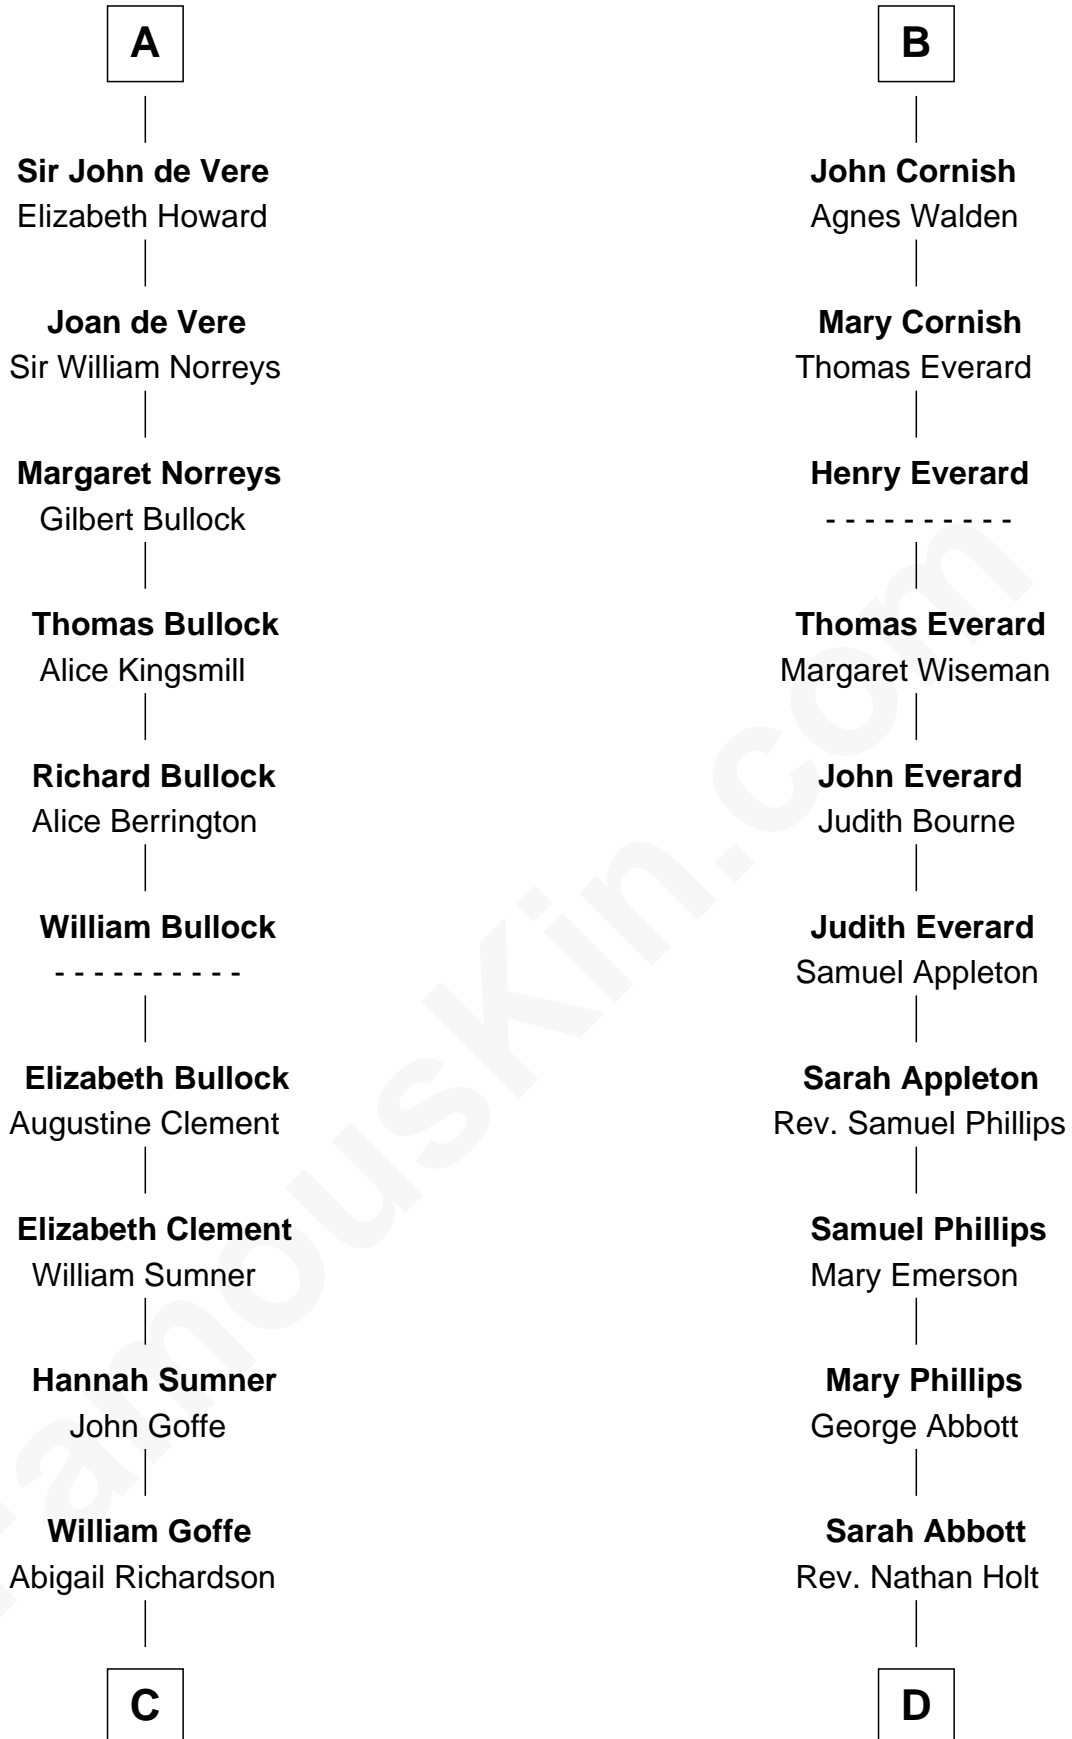 A
Sir John de Vere
Elizabeth Howard
Joan de Vere
Sir William Norreys
Margaret Norreys
Gilbert Bullock
Thomas Bullock
Alice Kingsmill
Richard Bullock
Alice Berrington
William Bullock
- - - - - - - - - -
Elizabeth Bullock
Augustine Clement
Elizabeth Clement
William Sumner
Hannah Sumner
John Goffe
William Goffe
Abigail Richardson
C
B
John Cornish
Agnes Walden
Mary Cornish
Thomas Everard
Henry Everard
- - - - - - - - - -
Thomas Everard
Margaret Wiseman
John Everard
Judith Bourne
Judith Everard
Samuel Appleton
Sarah Appleton
Rev. Samuel Phillips
Samuel Phillips
Mary Emerson
Mary Phillips
George Abbott
Sarah Abbott
Rev. Nathan Holt
D
FamousKin.com